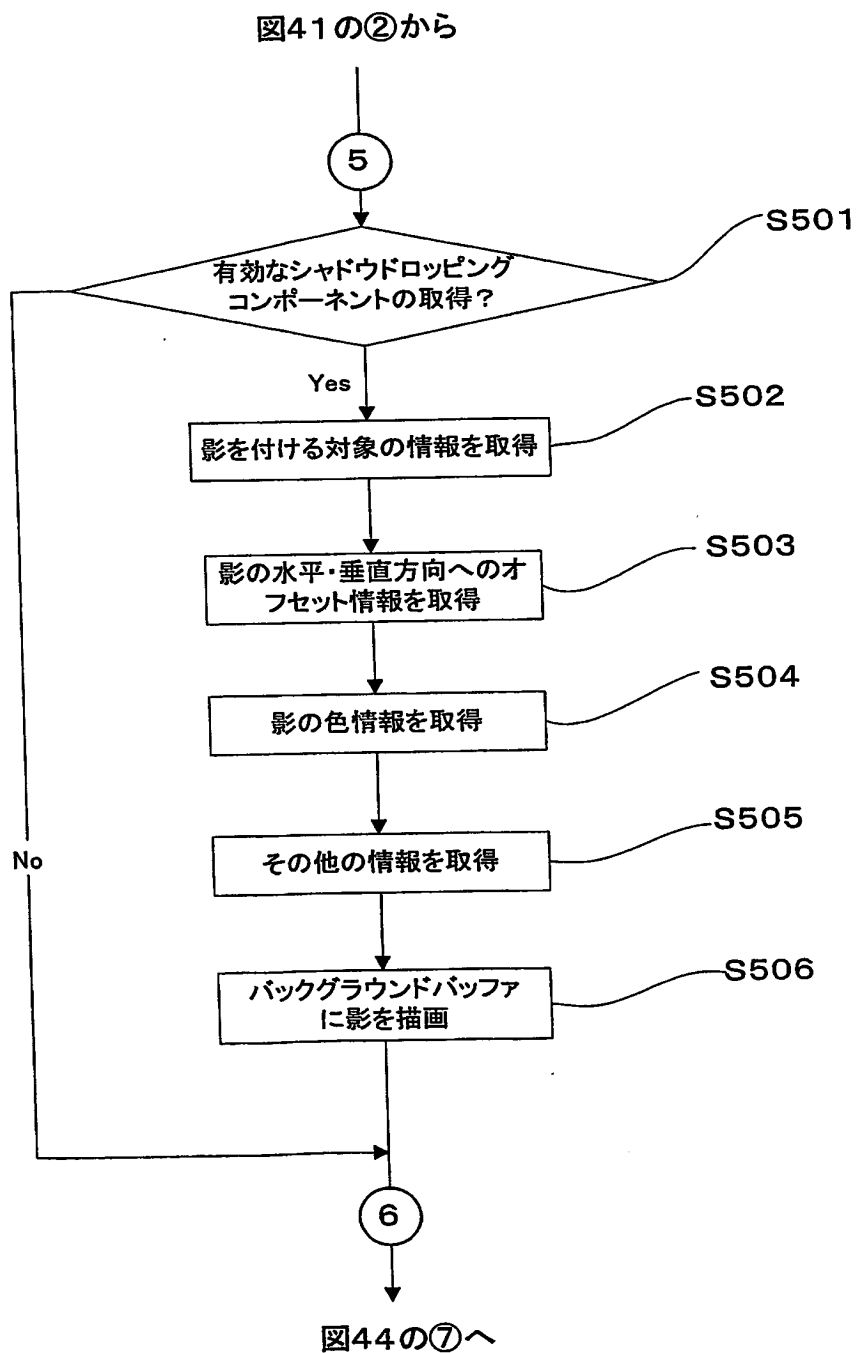 図41の②から
5
S501
有効なシャドウドロッピング
コンポーネントの取得？
Yes
S502
影を付ける対象の情報を取得
S503
影の水平・垂直方向へのオ
フセット情報を取得
S504
影の色情報を取得
S505
No
その他の情報を取得
S506
バックグラウンドバッファ
に影を描画
6
図44の⑦へ